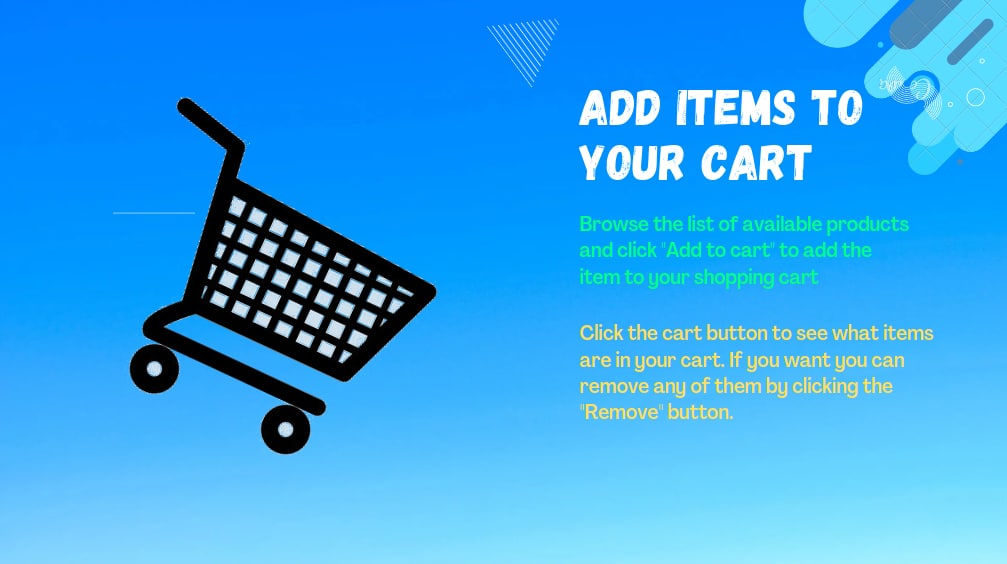 ADD ITEMS TO
YOUR CART
Browse the list of available products
and click "Add to cart" to add the
item to your shopping cart
Click the cart button to see what items
are in your cart. If you want you can
remove any of them by clicking the
"Remove" button.